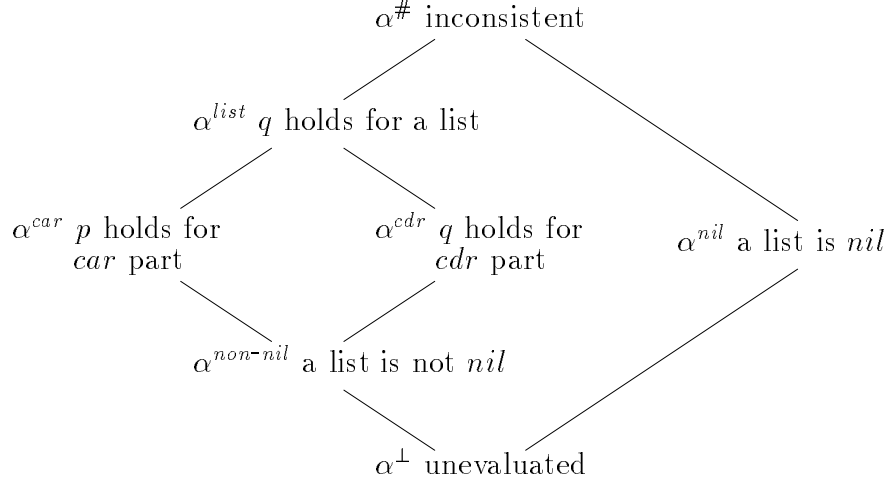 α^# inconsistent
α^list q holds for a list
α^car p holds for
car part
α^cdr q holds for
cdr part
α^nil a list is nil
α^non-nil a list is not nil
α^⊥ unevaluated